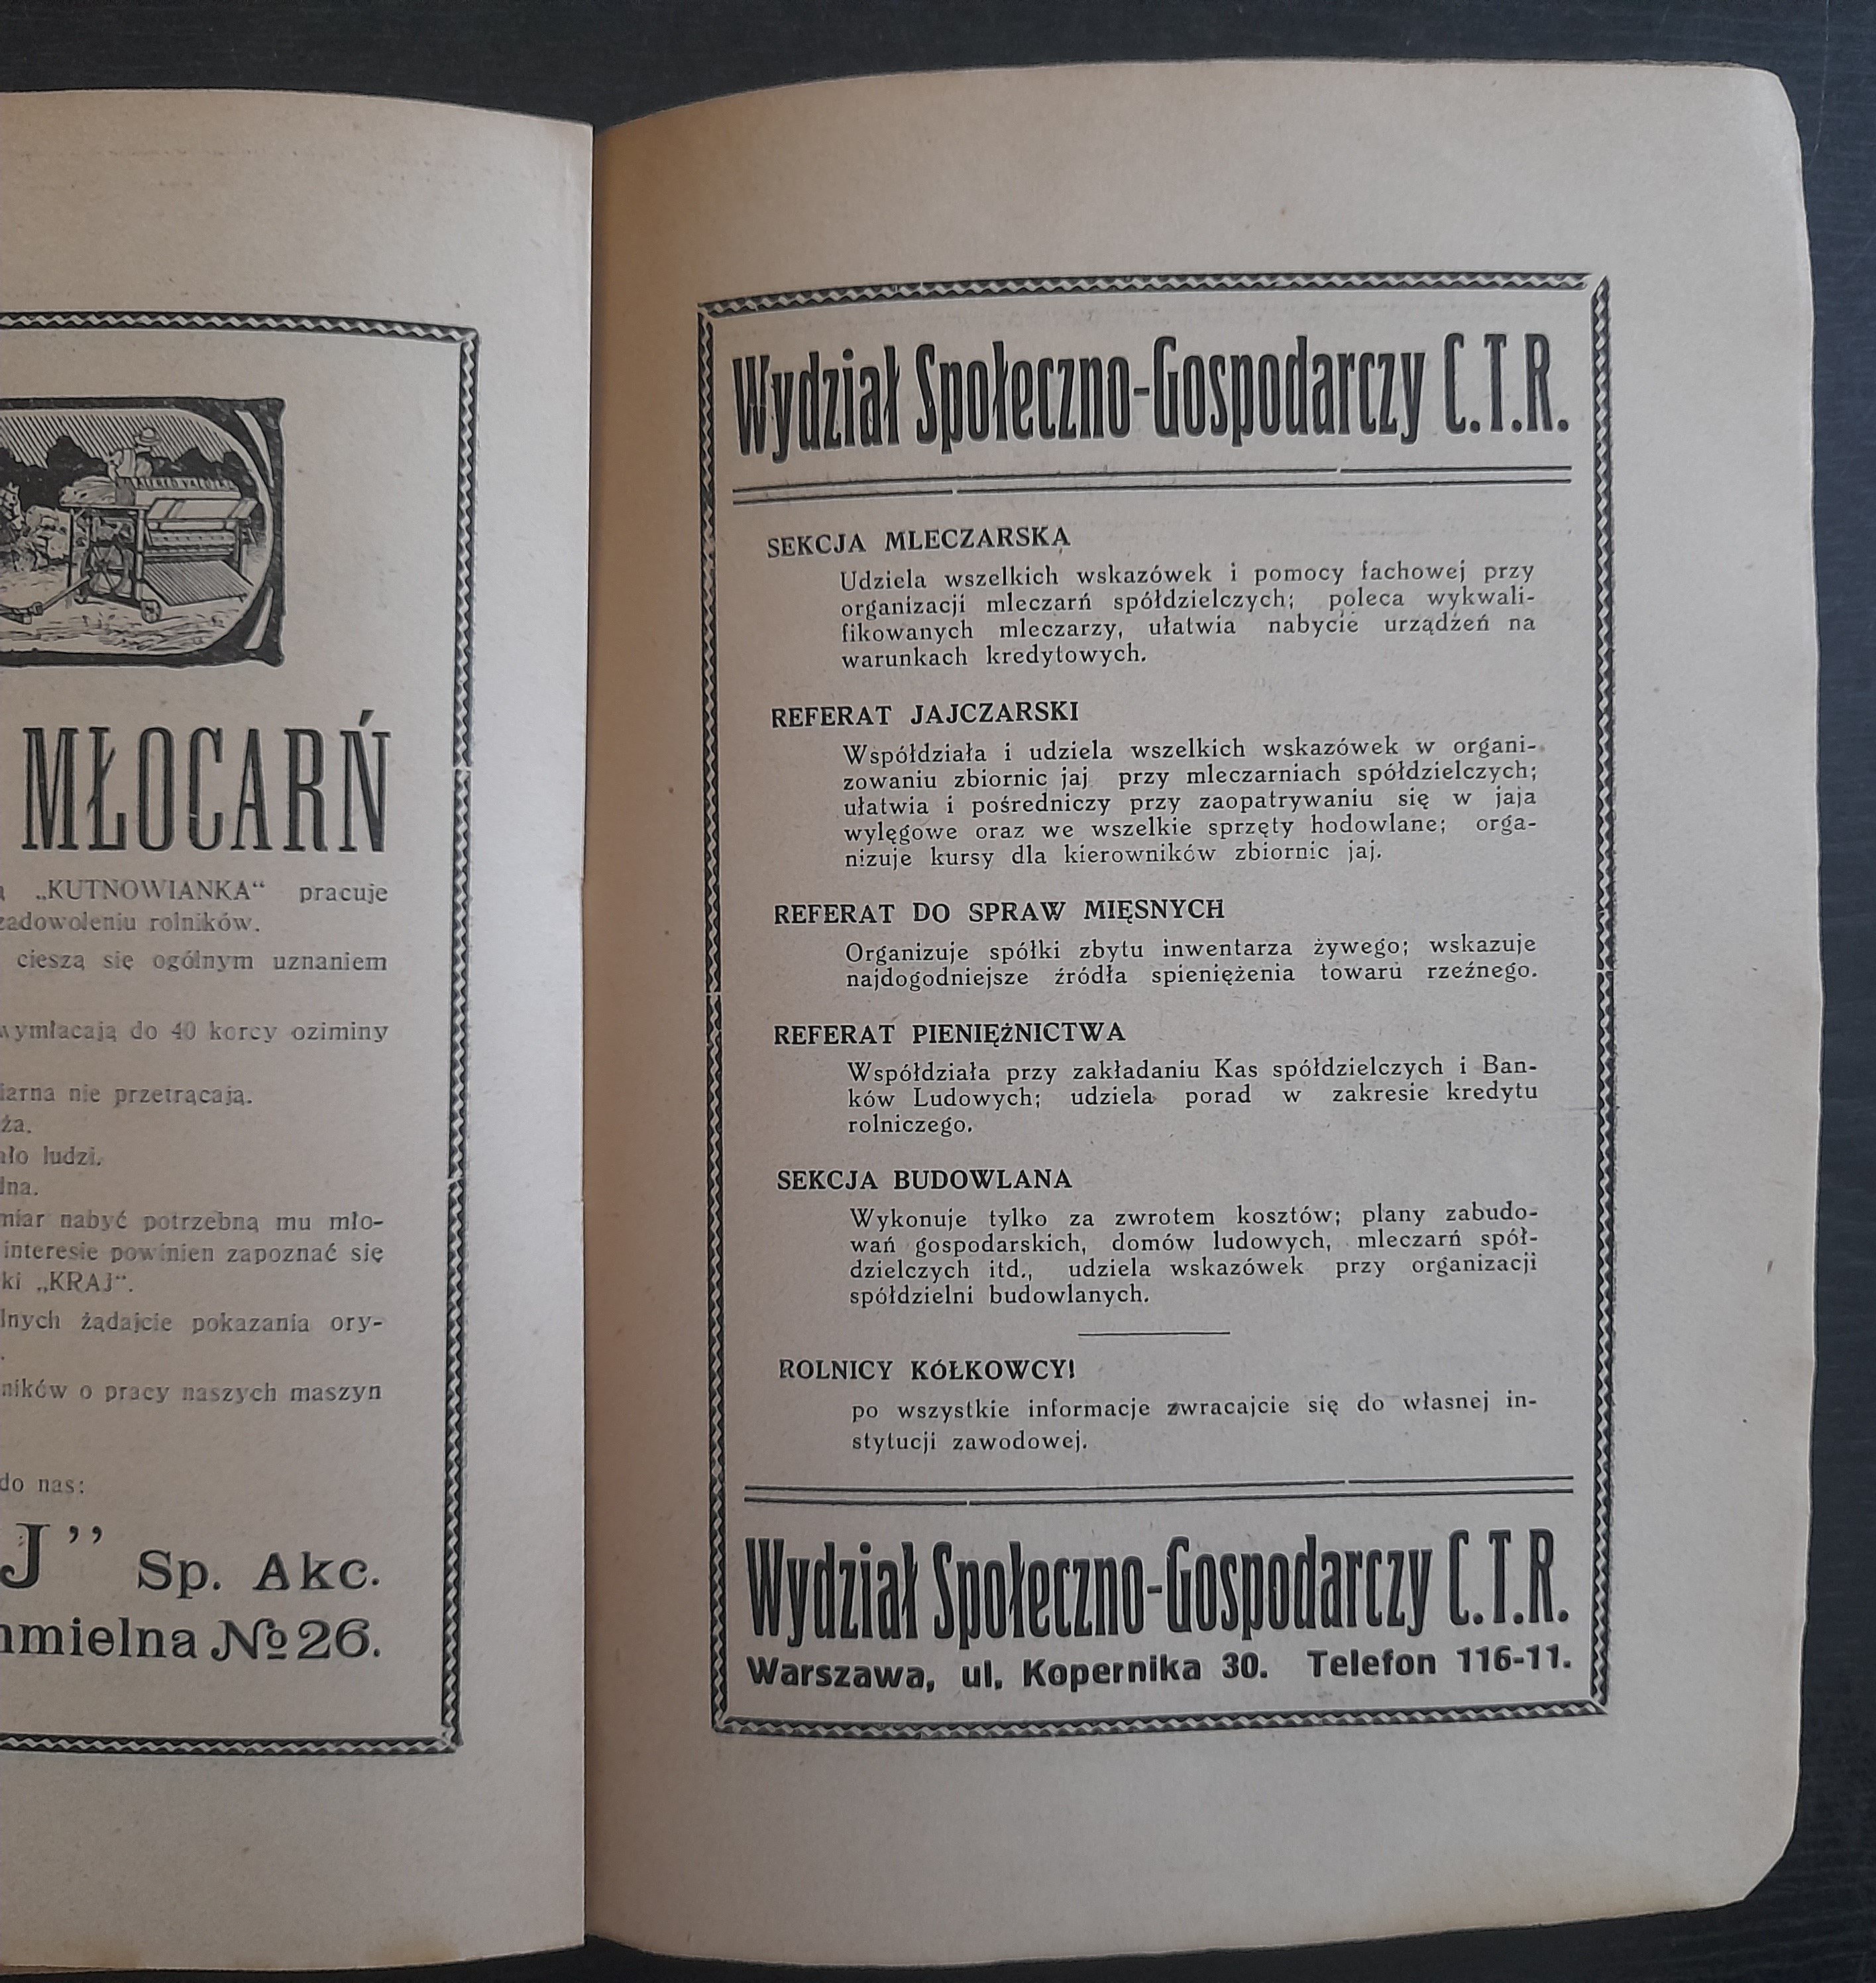 ALFRED VAEDTKE
MŁOCARŃ
„KUTNOWIANKA“ pracuje
zadowoleniu rolników.
cieszą się ogólnym uznaniem
wymłacają do 40 korcy oziminy
nie przetrącają.
ludzi.
nabyć potrzebną mu mło-
interesie powinien zapoznać się
„KRAJ“.
żądajcie pokazania ory-
o pracy naszych maszyn
do nas:
J” Sp. Akc.
№ 26.
Wydział Społeczno-Gospodarczy C.T.R.
SEKCJA MLECZARSKA
Udziela wszelkich wskazówek i pomocy fachowej przy
organizacji mleczarń spółdzielczych; poleca wykwali-
fikowanych mleczarzy, ułatwia nabycie urządżeń na
warunkach kredytowych.
REFERAT JAJCZARSKI
Współdziała i udziela wszelkich wskazówek w organi-
zowaniu zbiornic jaj przy mleczarniach spółdzielczych;
ułatwia i pośredniczy przy zaopatrywaniu się w jaja
wylęgowe oraz we wszelkie sprzęty hodowlane; orga-
nizuje kursy dla kierowników zbiornic jaj.
REFERAT DO SPRAW MIĘSNYCH
Organizuje spółki zbytu inwentarza żywego; wskazuje
najdogodniejsze źródła spieniężenia towaru rzeźnego.
REFERAT PIENIĘŻNICTWA
Współdziała przy zakładaniu Kas spółdzielczych i Ban-
ków Ludowych; udziela porad w zakresie kredytu
rolniczego.
SEKCJA BUDOWLANA
Wykonuje tylko za zwrotem kosztów; plany zabudo-
wań gospodarskich, domów ludowych, mleczarń spół-
dzielczych itd., udziela wskazówek przy organizacji
spółdzielni budowlanych.
ROLNICY KÓŁKOWCY!
po wszystkie informacje zwracajcie się do własnej in-
stytucji zawodowej.
Wydział Społeczno-Gospodarczy C.T.R.
Warszawa, ul. Kopernika 30. Telefon 116-11.